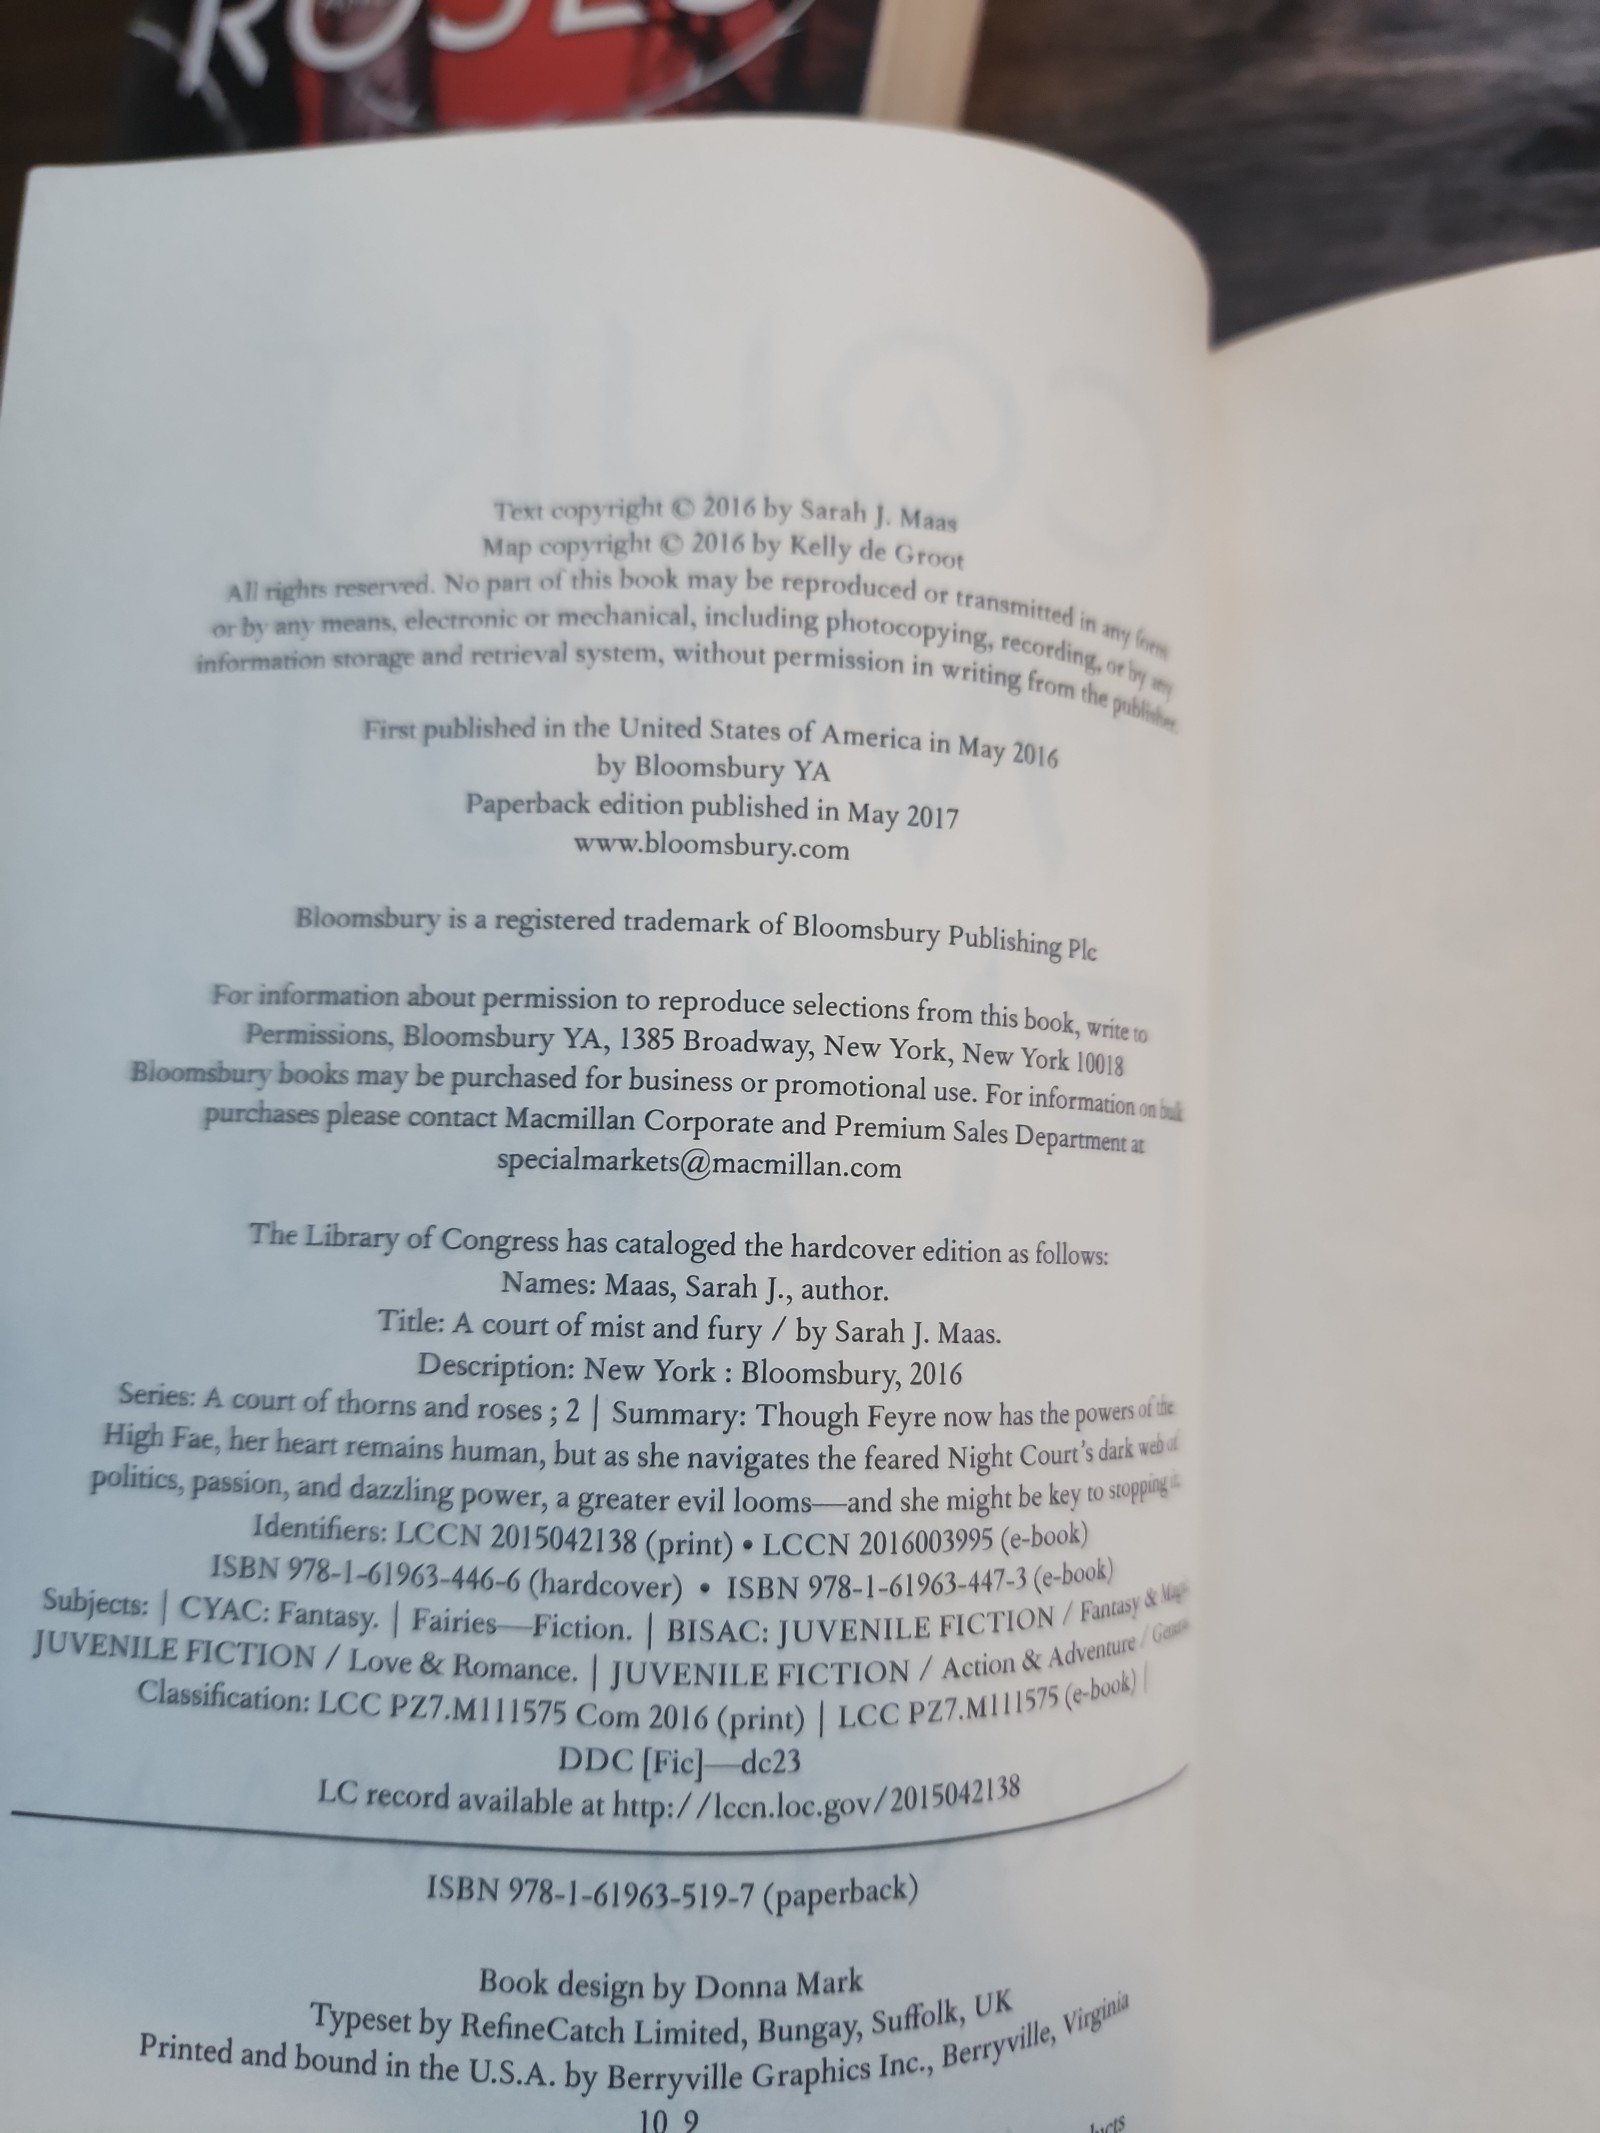 ROSES
Text copyright © 2016 by Sarah J. Maas
Map copyright © 2016 by Kelly de Groot
All rights reserved. No part of this book may be reproduced or transmitted in any form
or by any means, electronic or mechanical, including photocopying, recording, or by any
information storage and retrieval system, without permission in writing from the publisher.
First published in the United States of America in May 2016
by Bloomsbury YA
Paperback edition published in May 2017
www.bloomsbury.com
Bloomsbury is a registered trademark of Bloomsbury Publishing Plc
For information about permission to reproduce selections from this book, write to
Permissions, Bloomsbury YA, 1385 Broadway, New York, New York 10018
Bloomsbury books may be purchased for business or promotional use. For information on bulk
purchases please contact Macmillan Corporate and Premium Sales Department at
specialmarkets@macmillan.com
The Library of Congress has cataloged the hardcover edition as follows:
Names: Maas, Sarah J., author.
Title: A court of mist and fury / by Sarah J. Maas.
Description: New York : Bloomsbury, 2016
Series: A court of thorns and roses ; 2 | Summary: Though Feyre now has the powers of the
High Fae, her heart remains human, but as she navigates the feared Night Court's dark web of
politics, passion, and dazzling power, a greater evil looms—and she might be key to stopping it.
Identifiers: LCCN 2015042138 (print) • LCCN 2016003995 (e-book)
ISBN 978-1-61963-446-6 (hardcover) • ISBN 978-1-61963-447-3 (e-book)
Subjects: | CYAC: Fantasy. | Fairies—Fiction. | BISAC: JUVENILE FICTION / Fantasy & Magic
JUVENILE FICTION / Love & Romance. | JUVENILE FICTION / Action & Adventure /
Classification: LCC PZ7.M111575 Com 2016 (print) | LCC PZ7.M111575 (e-book) |
DDC [Fic]—dc23
LC record available at http://lccn.loc.gov/2015042138
ISBN 978-1-61963-519-7 (paperback)
Book design by Donna Mark
Typeset by RefineCatch Limited, Bungay, Suffolk, UK
Printed and bound in the U.S.A. by Berryville Graphics Inc., Berryville, Virginia
10 9